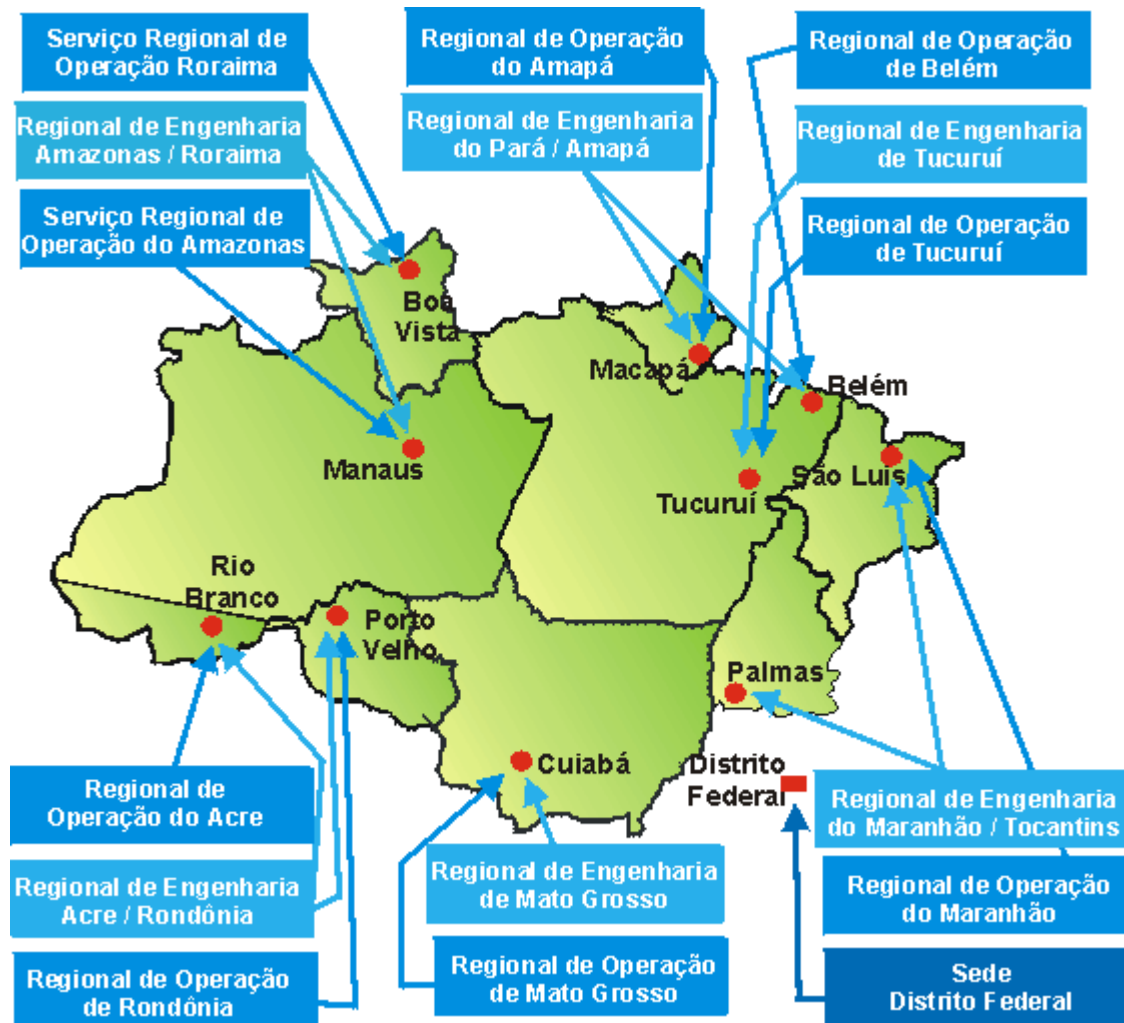 Serviço Regional de
Operação Roraima
Regional de Operação
do Amapá
Regional de Operação
de Belém
Regional de Engenharia
Amazonas / Roraima
Regional de Engenharia
do Pará / Amapá
Regional de Engenharia
de Tucuruí
Serviço Regional de
Operação do Amazonas
Regional de Operação
de Tucuruí
Boa
Vista
Macapá
Belém
Manaus
Tucuruí
São Luis
Rio
Branco
Porto
Velho
Palmas
Cuiabá
Distrito
Federal
Regional de
Operação do Acre
Regional de Engenharia
do Maranhão / Tocantins
Regional de Engenharia
Acre / Rondônia
Regional de Engenharia
de Mato Grosso
Regional de Operação
do Maranhão
Regional de Operação
de Rondônia
Regional de Operação
de Mato Grosso
Sede
Distrito Federal